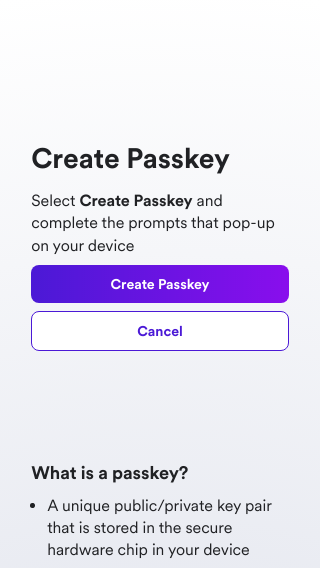 Create Passkey
Select Create Passkey and
complete the prompts that pop-up
on your device
Create Passkey
Cancel
What is a passkey?
• A unique public/private key pair
that is stored in the secure
hardware chip in your device